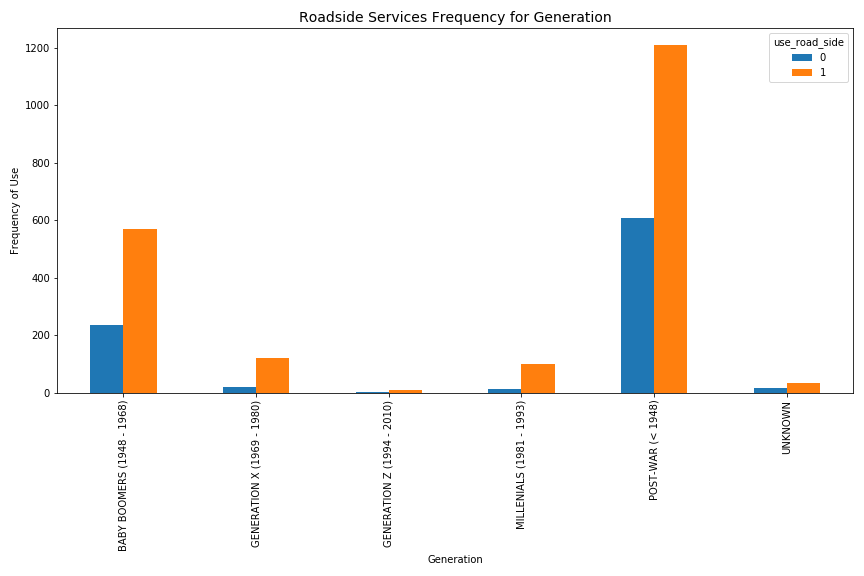 Roadside Services Frequency for Generation
use_road_side
0
1
Frequency of Use
1200
1000
800
600
400
200
0
BABY BOOMERS (1948 - 1968)
GENERATION X (1969 - 1980)
GENERATION Z (1994 - 2010)
MILLENIALS (1981 - 1993)
POST-WAR (< 1948)
UNKNOWN
Generation